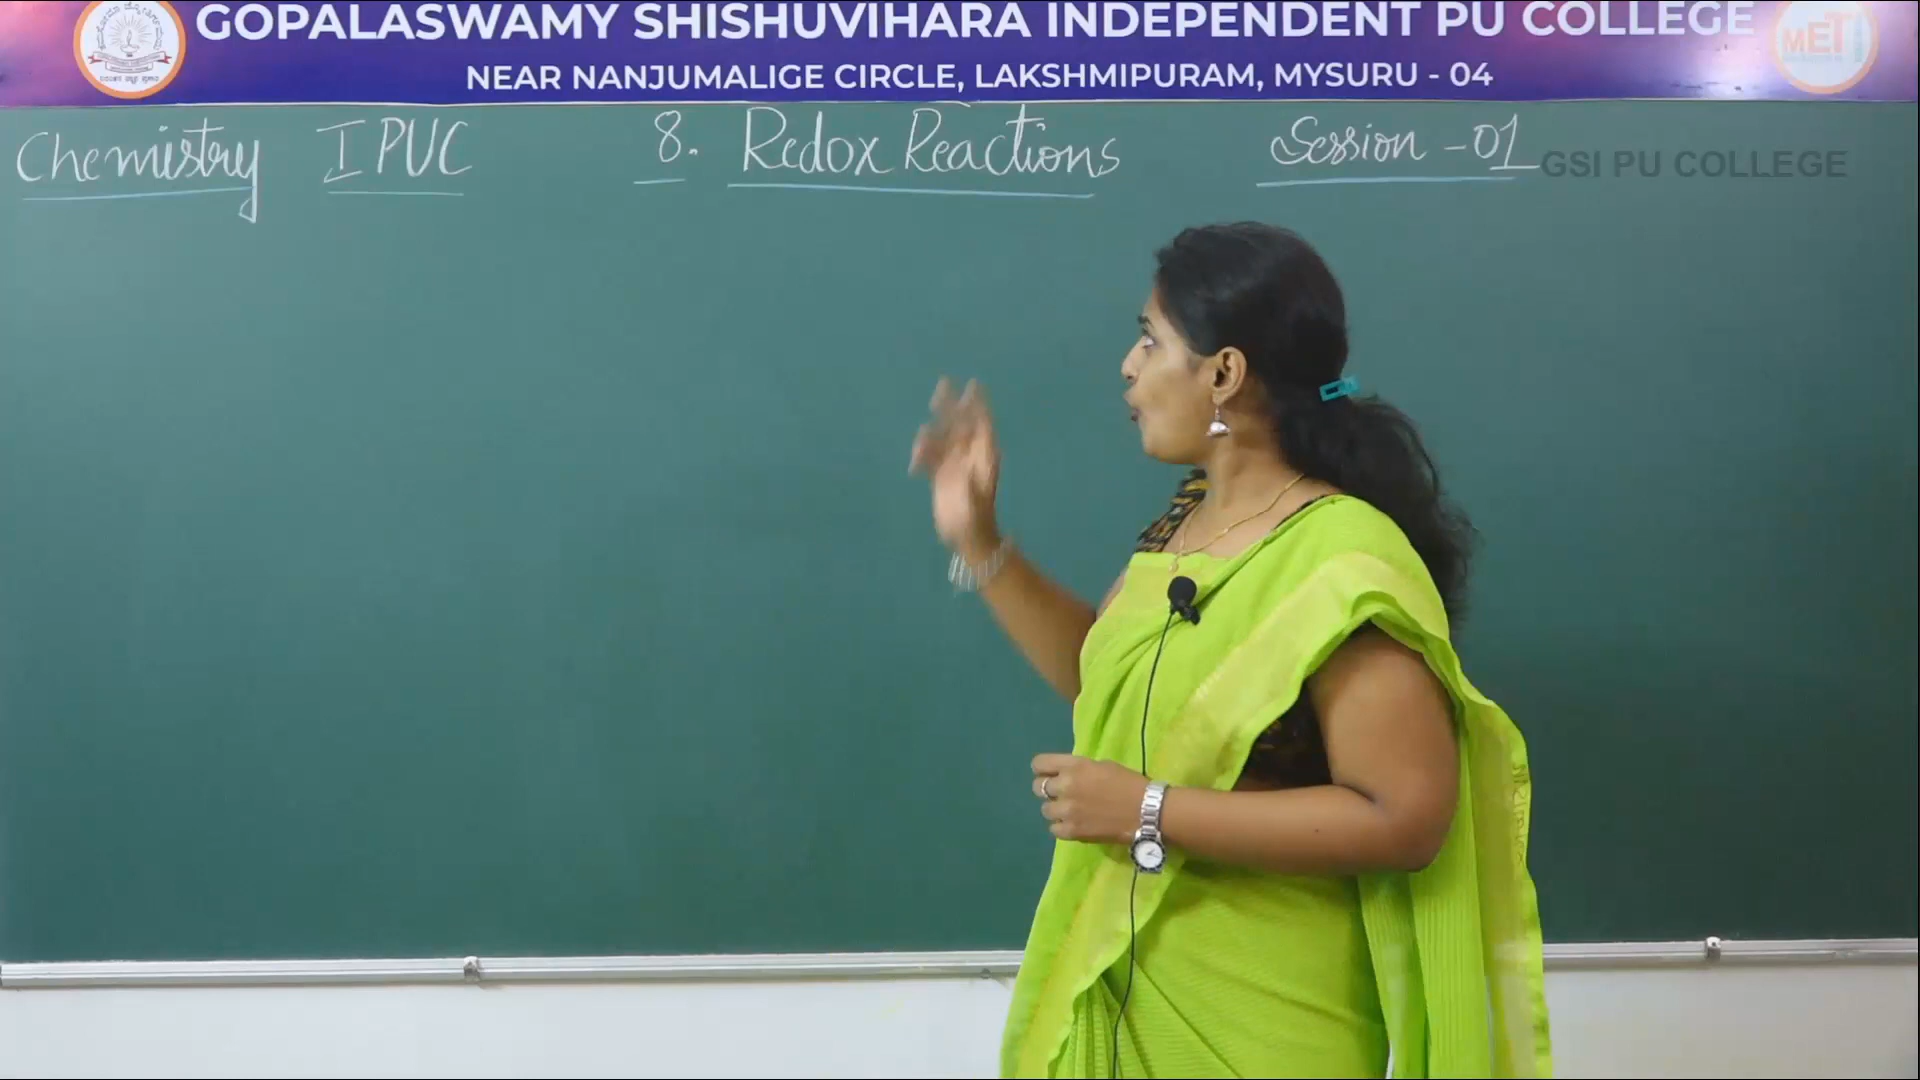 GOPALASWAMY SHISHUVIHARA INDEPENDENT PU COLLEGE
MET
NEAR NANJUMALIGE CIRCLE, LAKSHMIPURAM, MYSURU - 04
Chemistry I PUC 8. Redox Reactions Session - 01
GSI PU COLLEGE